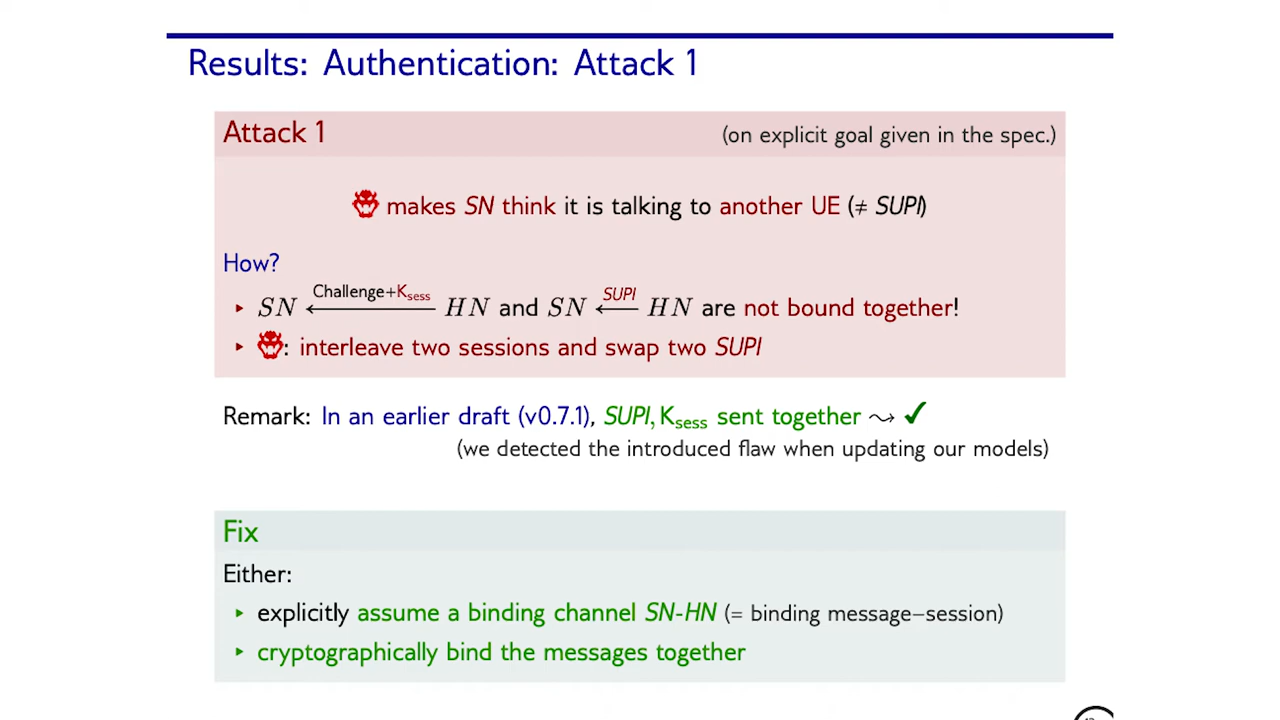 Results: Authentication: Attack 1
Attack 1 (on explicit goal given in the spec.)
makes SN think it is talking to another UE (≠ SUPI)
How?
▸ SN ⟵ Challenge+K_sess HN and SN ⟵ SUPI HN are not bound together!
▸ : interleave two sessions and swap two SUPI
Remark: In an earlier draft (v0.7.1), SUPI, K_sess sent together ⇝ ✓
(we detected the introduced flaw when updating our models)
Fix
Either:
▸ explicitly assume a binding channel SN-HN (= binding message–session)
▸ cryptographically bind the messages together